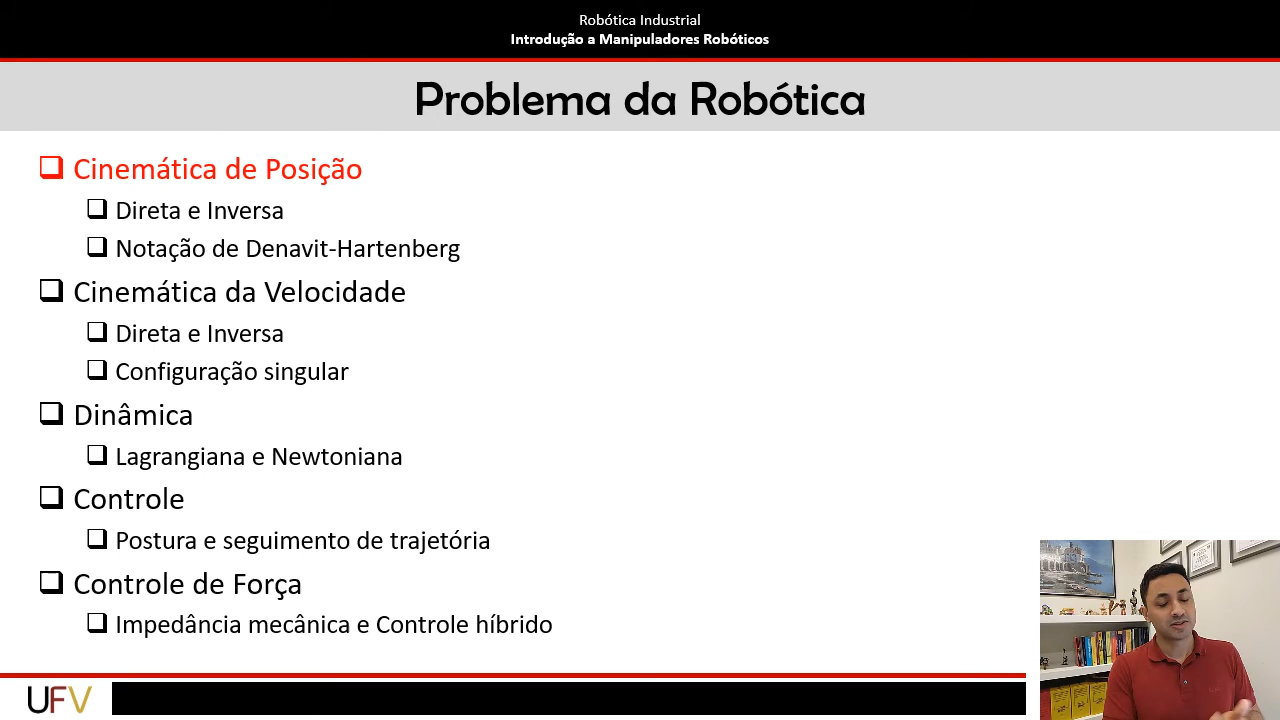 Robótica Industrial
Introdução a Manipuladores Robóticos
Problema da Robótica
Cinemática de Posição
Direta e Inversa
Notação de Denavit-Hartenberg
Cinemática da Velocidade
Direta e Inversa
Configuração singular
Dinâmica
Lagrangiana e Newtoniana
Controle
Postura e seguimento de trajetória
Controle de Força
Impedância mecânica e Controle híbrido
UFV